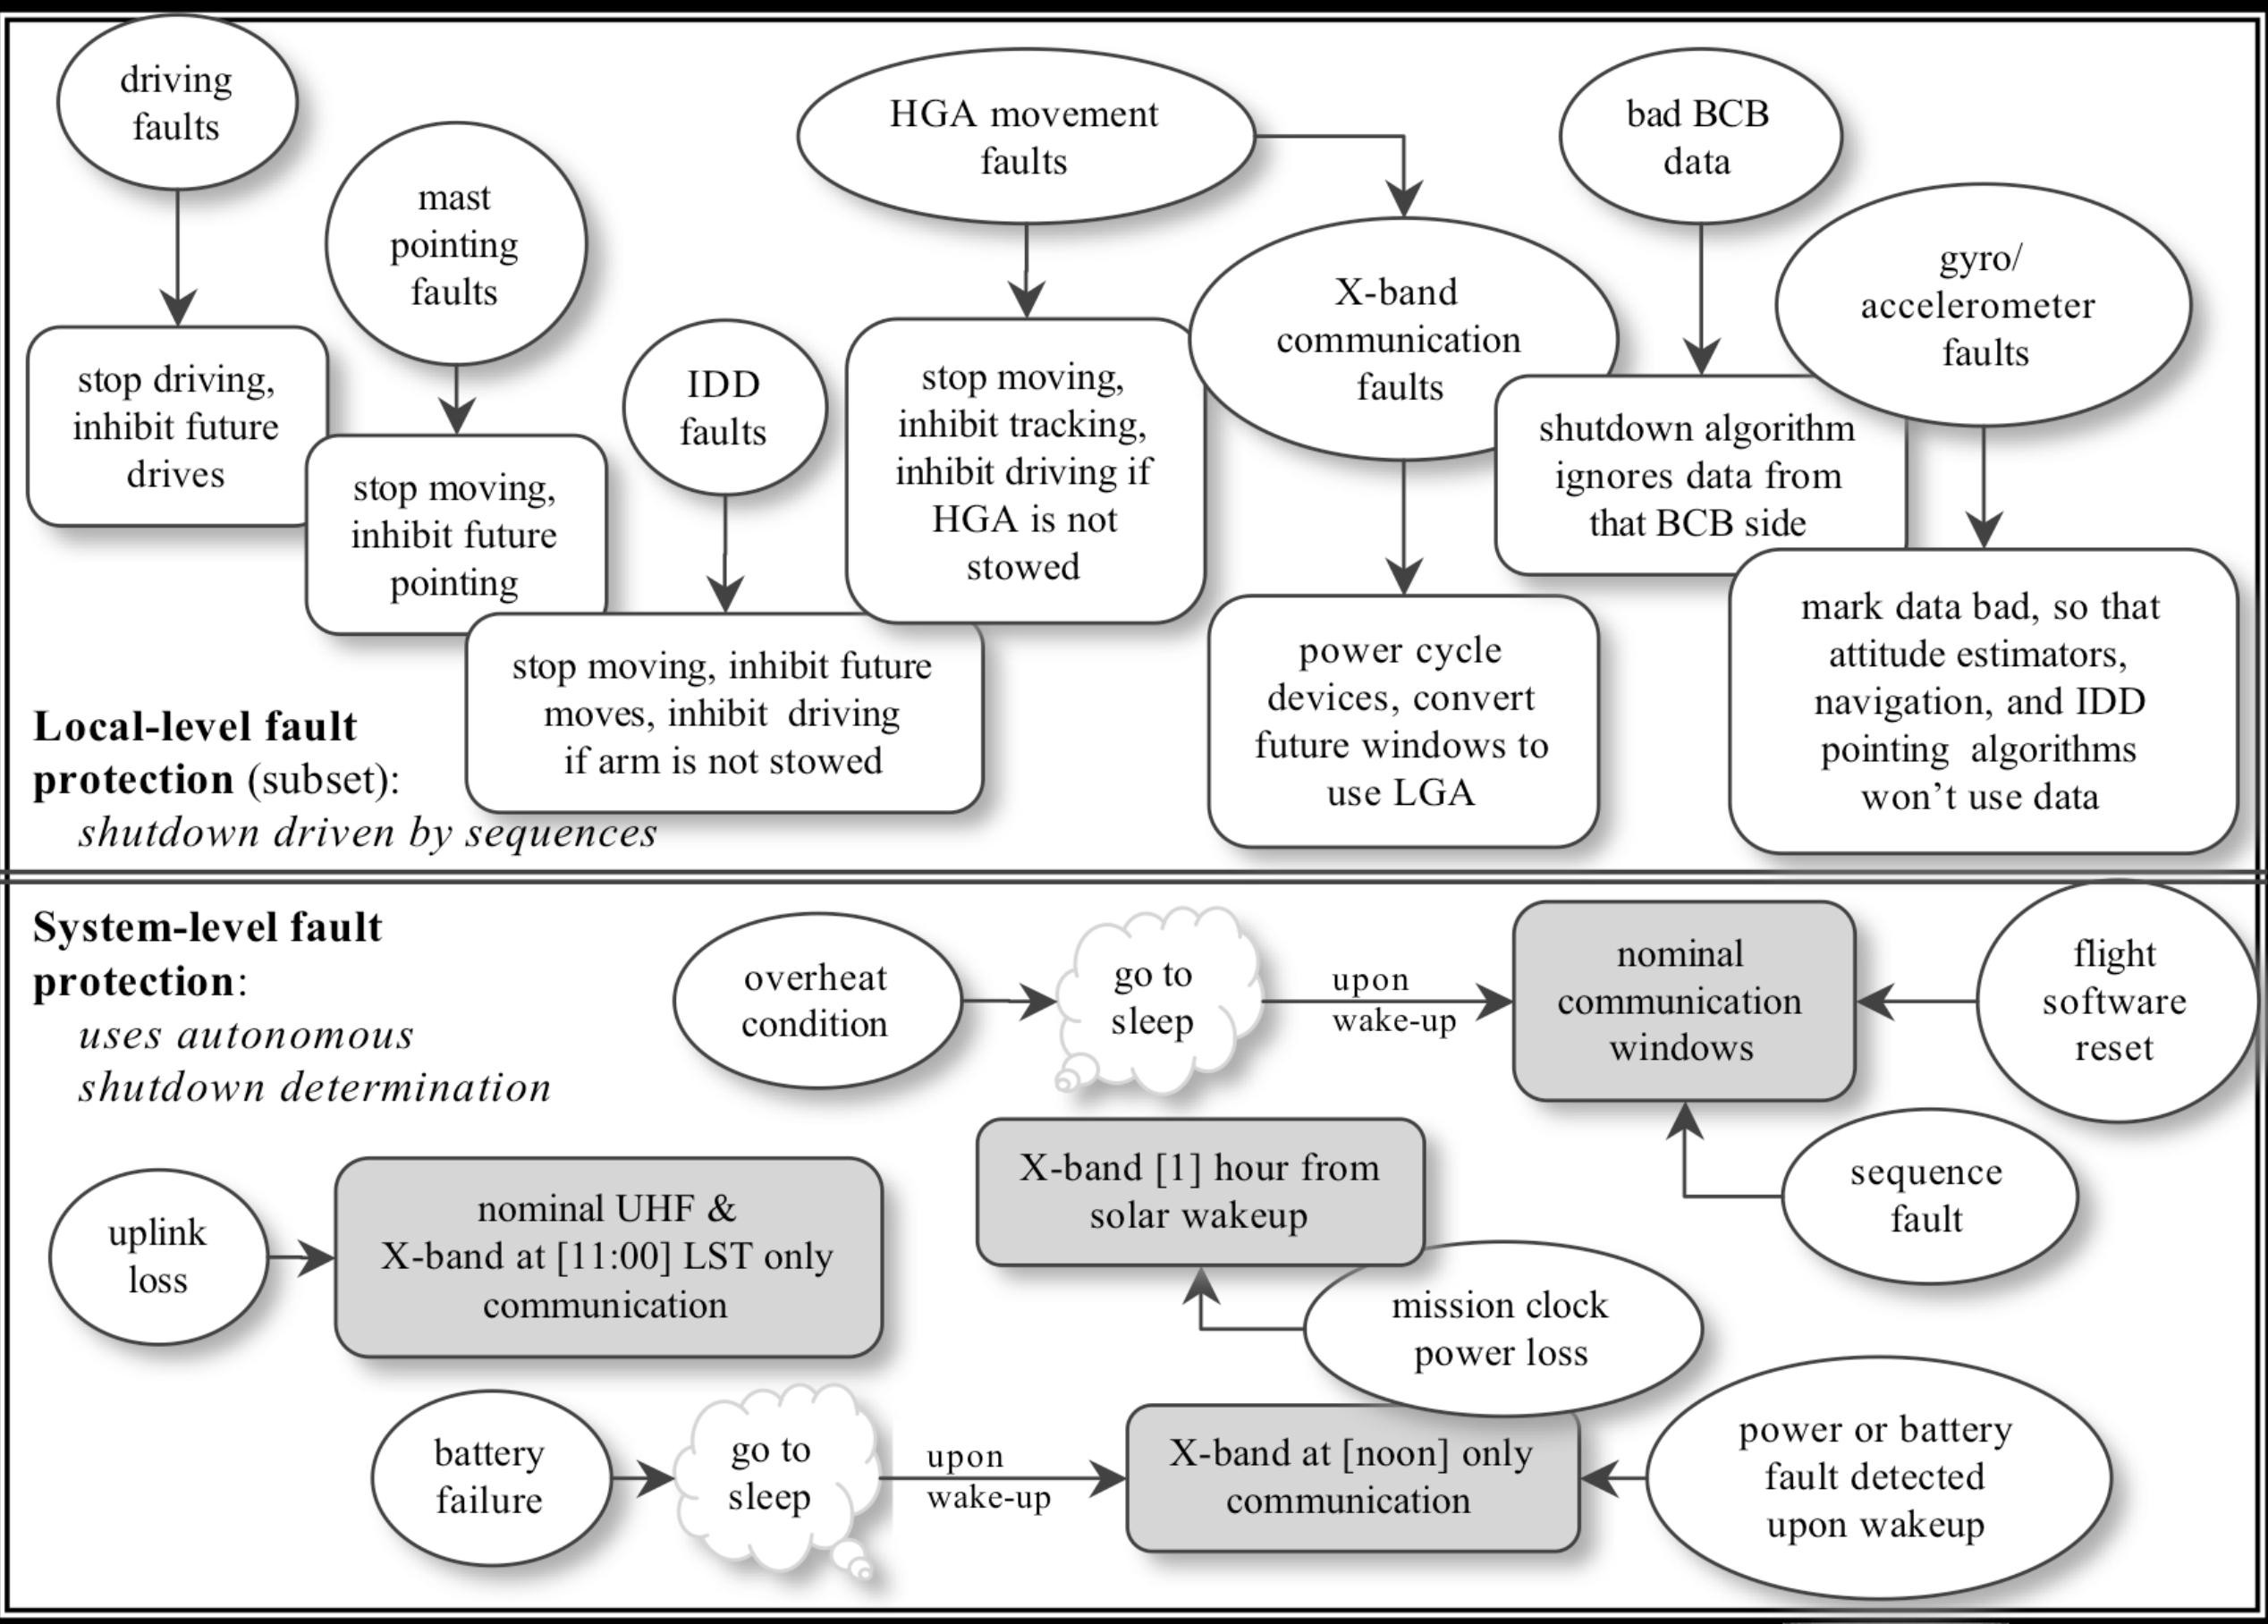 driving
faults
mast
pointing
faults
HGA movement
faults
bad BCB
data
gyro/
accelerometer
faults
X-band
communication
faults
IDD
faults
stop driving,
inhibit future
drives
stop moving,
inhibit future
pointing
stop moving, inhibit future
moves, inhibit driving
if arm is not stowed
stop moving,
inhibit tracking,
inhibit driving if
HGA is not
stowed
power cycle
devices, convert
future windows to
use LGA
shutdown algorithm
ignores data from
that BCB side
mark data bad, so that
attitude estimators,
navigation, and IDD
pointing algorithms
won't use data
Local-level fault
protection (subset):
shutdown driven by sequences
System-level fault
protection:
uses autonomous
shutdown determination
overheat
condition
go to
sleep
upon
wake-up
nominal
communication
windows
flight
software
reset
sequence
fault
uplink
loss
nominal UHF &
X-band at [11:00] LST only
communication
X-band [1] hour from
solar wakeup
mission clock
power loss
battery
failure
go to
sleep
upon
wake-up
X-band at [noon] only
communication
power or battery
fault detected
upon wakeup